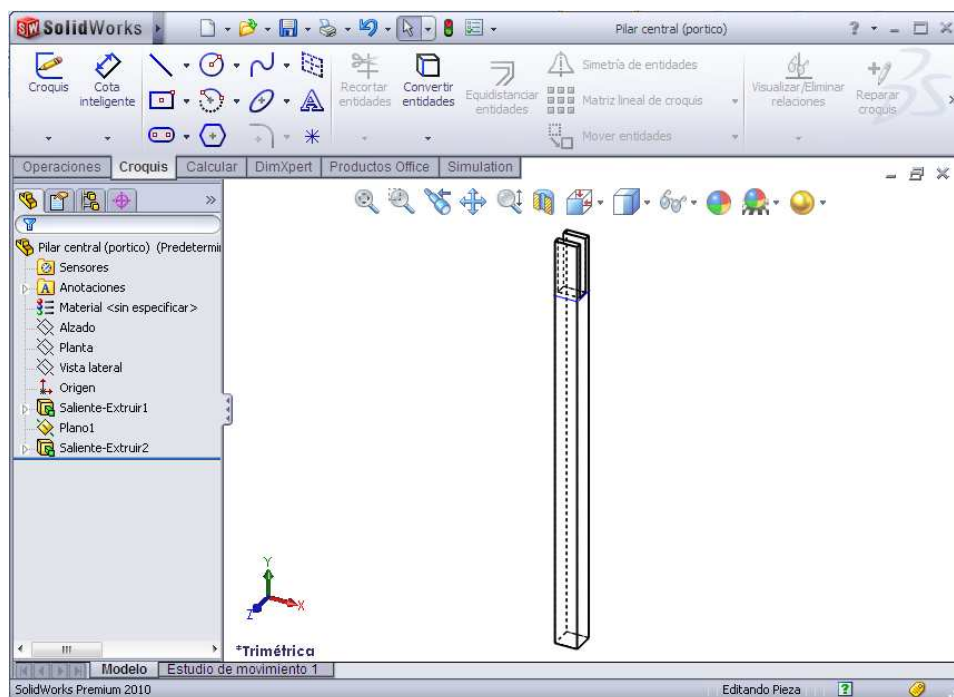 SolidWorks
Pilar central (portico)
Croquis
Cota inteligente
Recortar entidades
Convertir entidades
Equidistanciar entidades
Simetría de entidades
Matriz lineal de croquis
Mover entidades
Visualizar/Eliminar relaciones
Reparar croquis
Operaciones Croquis Calcular DimXpert Productos Office Simulation
Pilar central (portico) (Predetermi
Sensores
Anotaciones
Material <sin especificar>
Alzado
Planta
Vista lateral
Origen
Saliente-Extruir1
Plano1
Saliente-Extruir2
Y
X
Z
*Trimétrica
Modelo Estudio de movimiento 1
SolidWorks Premium 2010 Editando Pieza